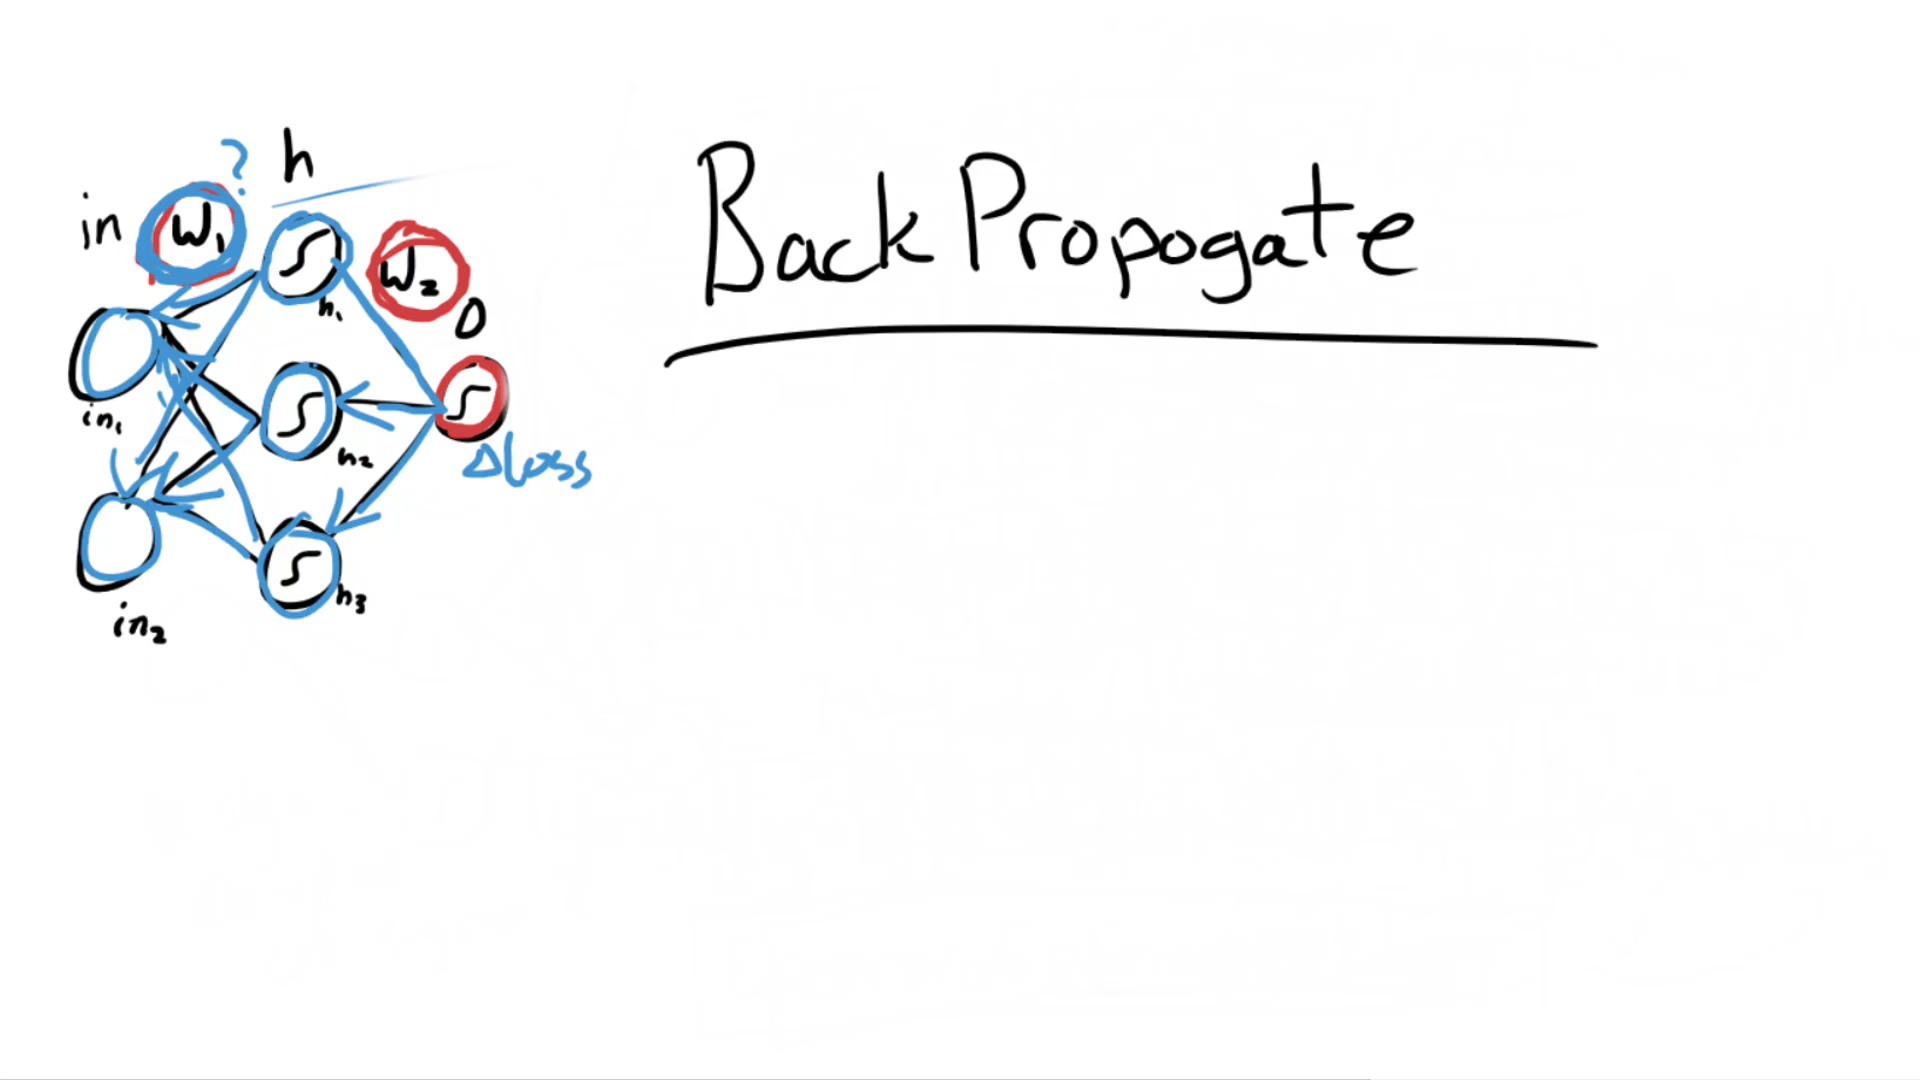 Back Propogate
? h
in W₁
W₂
O
h₁
in₁
h₂
Δloss
h₃
in₂